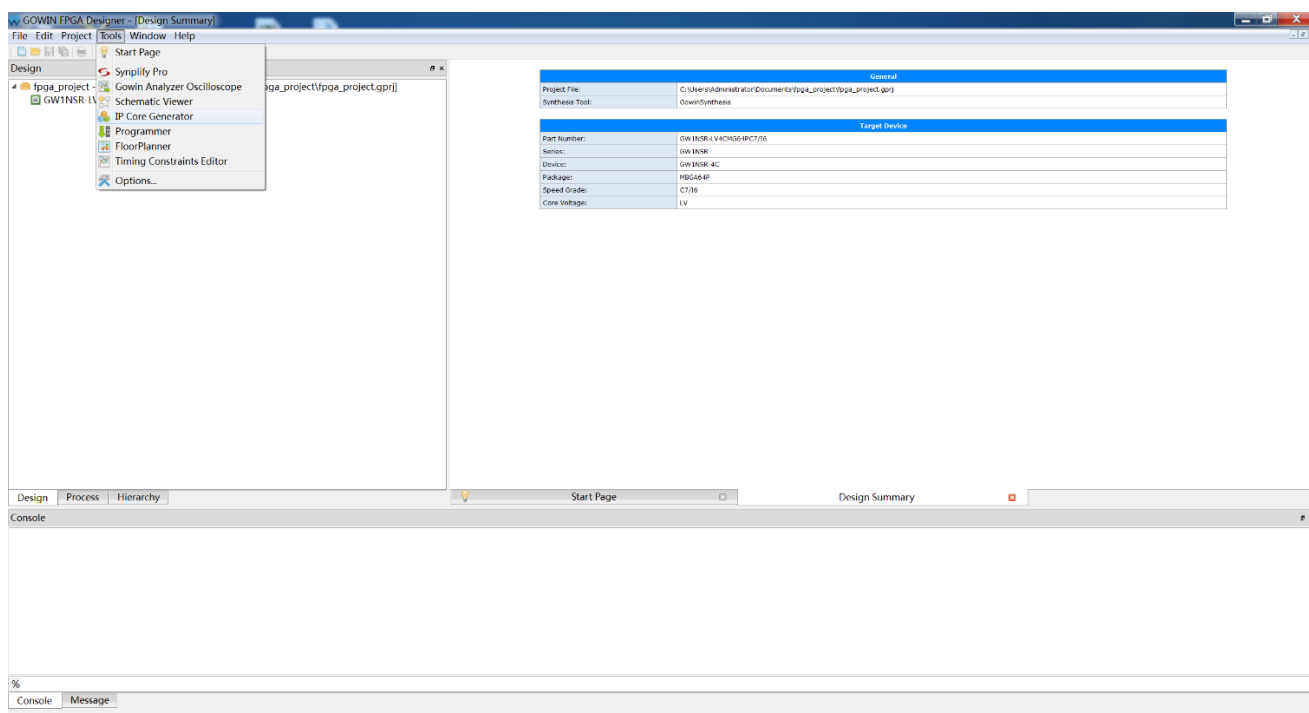 GOWIN FPGA Designer - [Design Summary]
File Edit Project Tools Window Help
Start Page
Synplify Pro
Gowin Analyzer Oscilloscope
Schematic Viewer
IP Core Generator
Programmer
FloorPlanner
Timing Constraints Editor
Options...
Design
fpga_project - ga_project\fpga_project.gprj]
GW1NSR-LV
General
Project File: C:\Users\Administrator\Documents\fpga_project\fpga_project.gprj
Synthesis Tool: GowinSynthesis
Target Device
Part Number: GW1NSR-LV4CMG64PC7/I6
Series: GW1NSR
Device: GW1NSR-4C
Package: MBGA64P
Speed Grade: C7/I6
Core Voltage: LV
Design Process Hierarchy
Start Page Design Summary
Console
%
Console Message